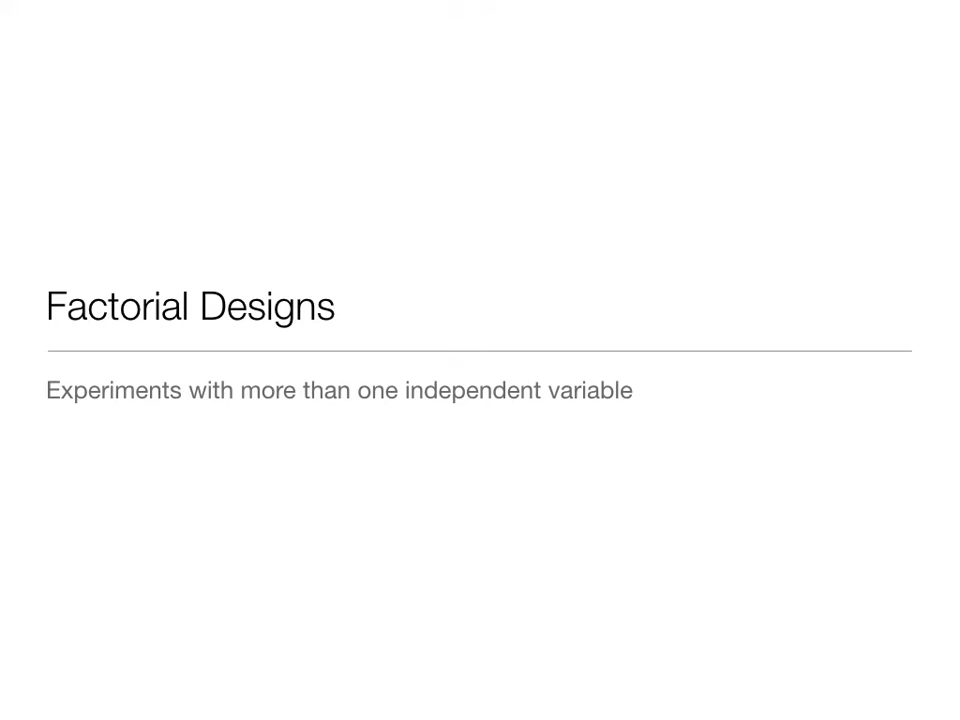 Factorial Designs
Experiments with more than one independent variable